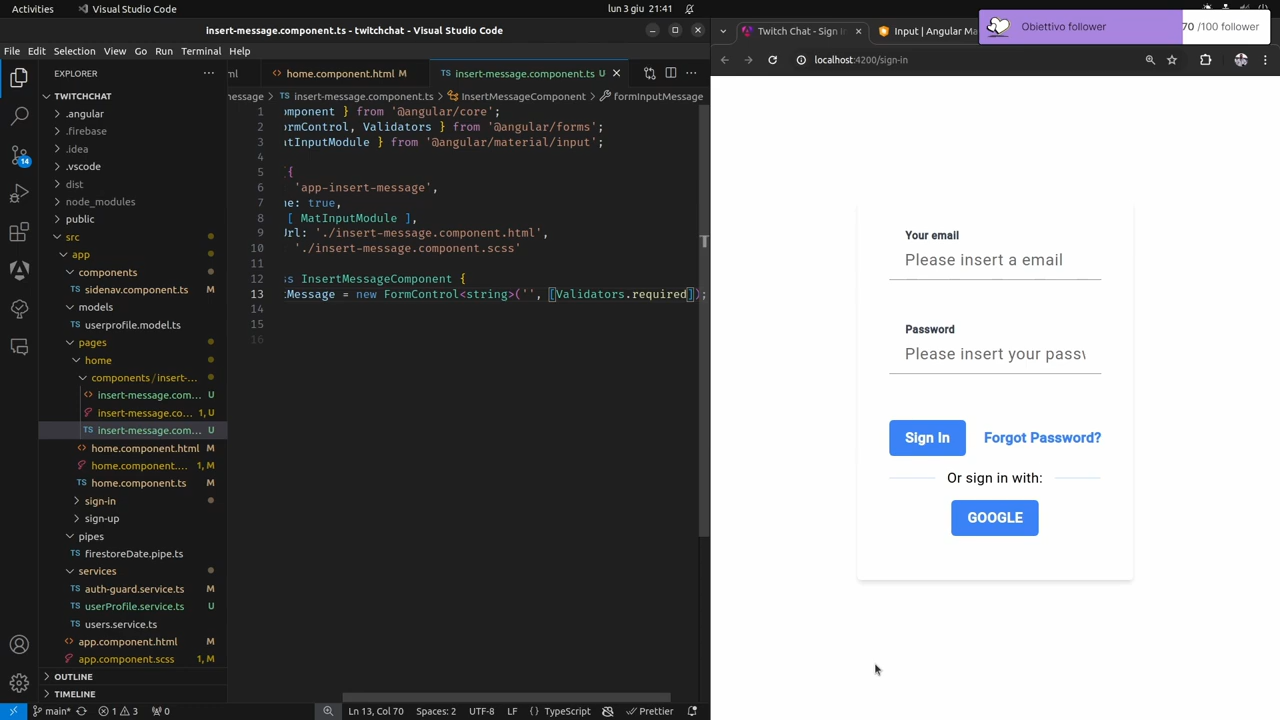 Activities
Visual Studio Code
lun 3 giu 21:41
insert-message.component.ts - twitchchat - Visual Studio Code
File Edit Selection View Go Run Terminal Help
EXPLORER
TWITCHCHAT
.angular
.firebase
.idea
.vscode
dist
node_modules
public
src
app
components
sidenav.component.ts M
models
userprofile.model.ts
pages
home
components / insert-...
insert-message.com... U
insert-message.co... 1, U
insert-message.com... U
home.component.html M
home.component.... 1, M
home.component.ts M
sign-in
sign-up
pipes
firestoreDate.pipe.ts
services
auth-guard.service.ts M
userProfile.service.ts U
users.service.ts
app.component.html M
app.component.scss 1, M
OUTLINE
TIMELINE
14
ml
home.component.html M
insert-message.component.ts U
message > insert-message.component.ts > InsertMessageComponent > formInputMessage
1 omponent } from '@angular/core';
2 ormControl, Validators } from '@angular/forms';
3 atInputModule } from '@angular/material/input';
4
5 {
6 'app-insert-message',
7 ne: true,
8 [ MatInputModule ],
9 Url: './insert-message.component.html',
10 './insert-message.component.scss'
11
12 ss InsertMessageComponent {
13 tMessage = new FormControl<string>('', [Validators.required]);
14
15
16
main* 1 3 0
Ln 13, Col 70 Spaces: 2 UTF-8 LF { } TypeScript Prettier
Twitch Chat - Sign I
Input | Angular Ma
Obiettivo follower
70 /100 follower
localhost:4200/sign-in
Your email
Please insert a email
Password
Please insert your passw
Sign In
Forgot Password?
Or sign in with:
GOOGLE